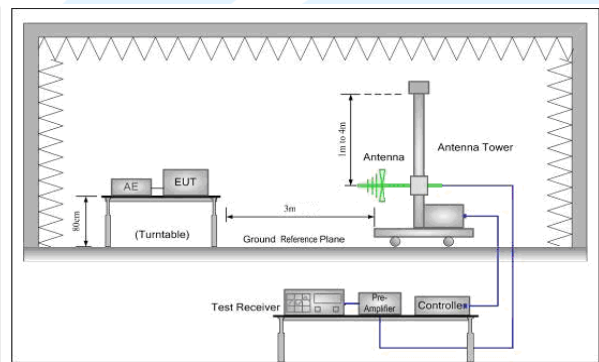 1m to 4m
Antenna
Antenna Tower
AE
EUT
80cm
(Turntable)
3m
Ground Reference Plane
Test Receiver
Pre-
Amplifier
Controller